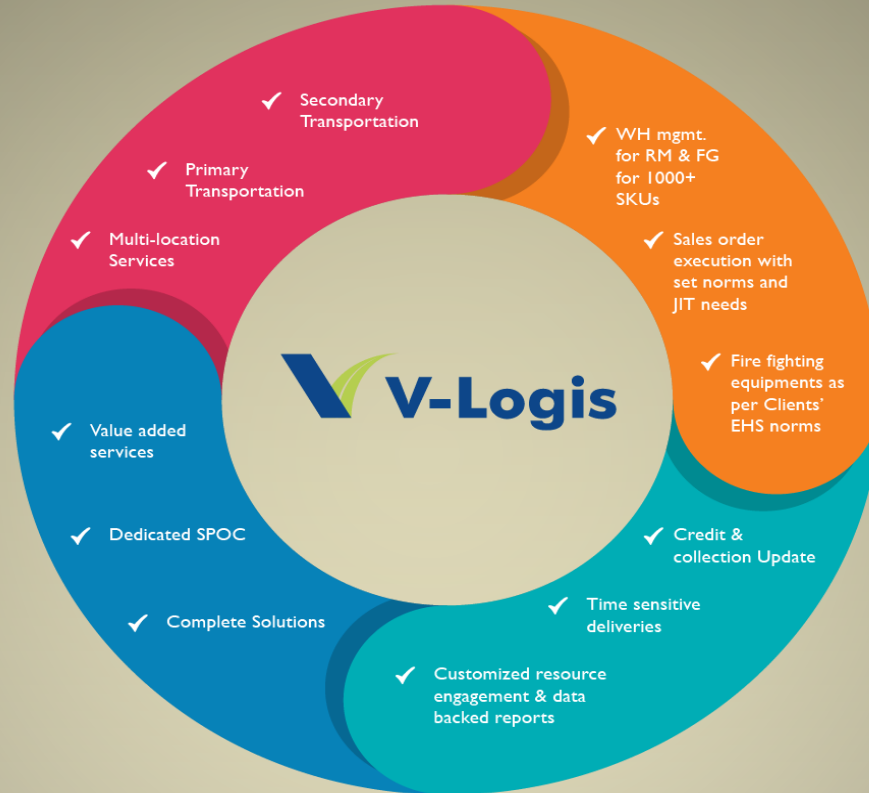 Secondary
Transportation
Primary
Transportation
Multi-location
Services
WH mgmt.
for RM & FG
for 1000+
SKUs
Sales order
execution with
set norms and
JIT needs
Fire fighting
equipments as
per Clients'
EHS norms
V-Logis
Value added
services
Dedicated SPOC
Complete Solutions
Credit &
collection Update
Time sensitive
deliveries
Customized resource
engagement & data
backed reports